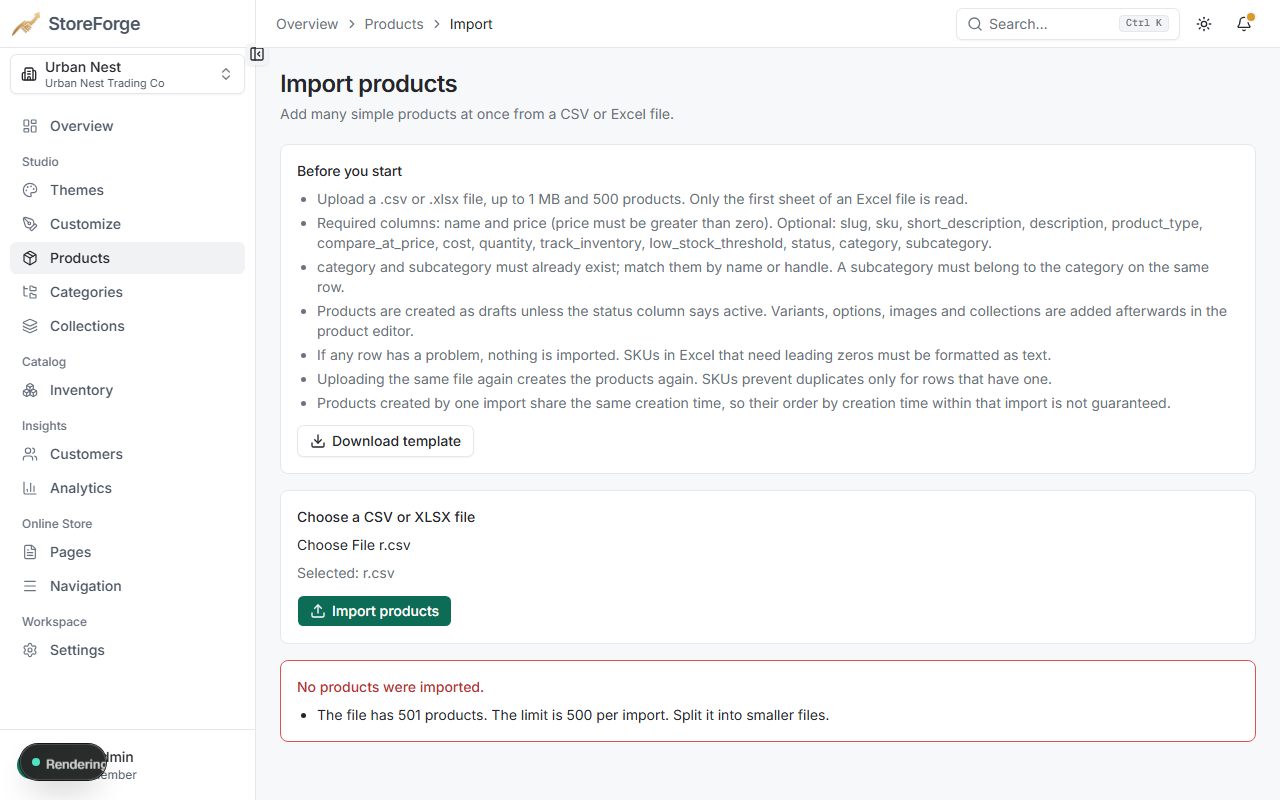 StoreForge
Overview > Products > Import
Search...
Ctrl K
Urban Nest
Urban Nest Trading Co
Overview
Studio
Themes
Customize
Products
Categories
Collections
Catalog
Inventory
Insights
Customers
Analytics
Online Store
Pages
Navigation
Workspace
Settings
Rendering
Import products
Add many simple products at once from a CSV or Excel file.
Before you start
• Upload a .csv or .xlsx file, up to 1 MB and 500 products. Only the first sheet of an Excel file is read.
• Required columns: name and price (price must be greater than zero). Optional: slug, sku, short_description, description, product_type,
compare_at_price, cost, quantity, track_inventory, low_stock_threshold, status, category, subcategory.
• category and subcategory must already exist; match them by name or handle. A subcategory must belong to the category on the same
row.
• Products are created as drafts unless the status column says active. Variants, options, images and collections are added afterwards in the
product editor.
• If any row has a problem, nothing is imported. SKUs in Excel that need leading zeros must be formatted as text.
• Uploading the same file again creates the products again. SKUs prevent duplicates only for rows that have one.
• Products created by one import share the same creation time, so their order by creation time within that import is not guaranteed.
Download template
Choose a CSV or XLSX file
Choose File r.csv
Selected: r.csv
Import products
No products were imported.
• The file has 501 products. The limit is 500 per import. Split it into smaller files.